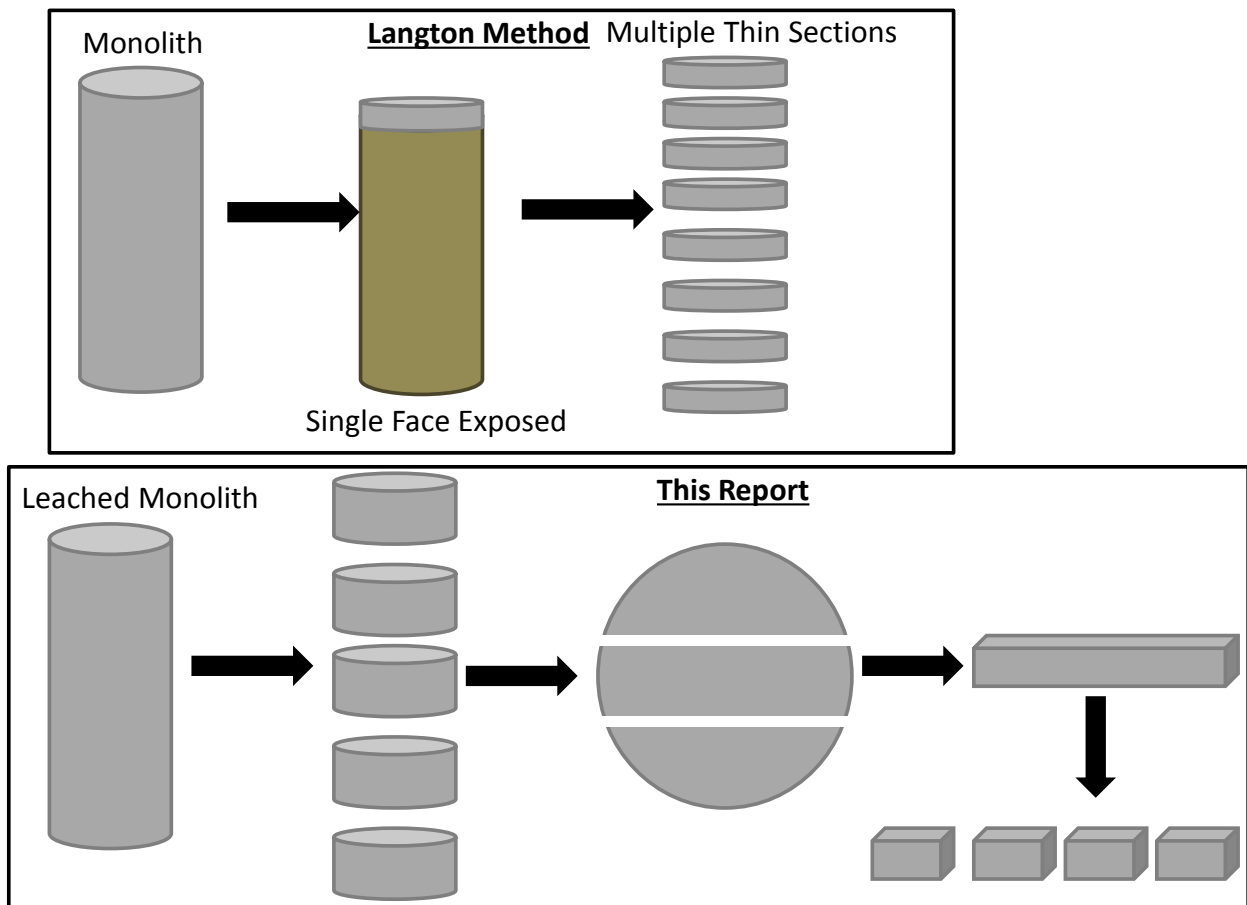 Monolith
Langton Method
Multiple Thin Sections
Single Face Exposed
This Report
Leached Monolith